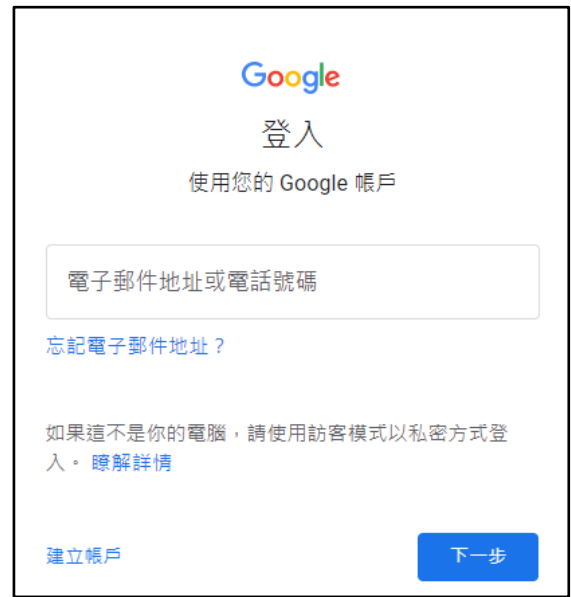 Google
登入
使用您的 Google 帳戶
電子郵件地址或電話號碼
忘記電子郵件地址？
如果這不是你的電腦，請使用訪客模式以私密方式登
入。 瞭解詳情
建立帳戶
下一步